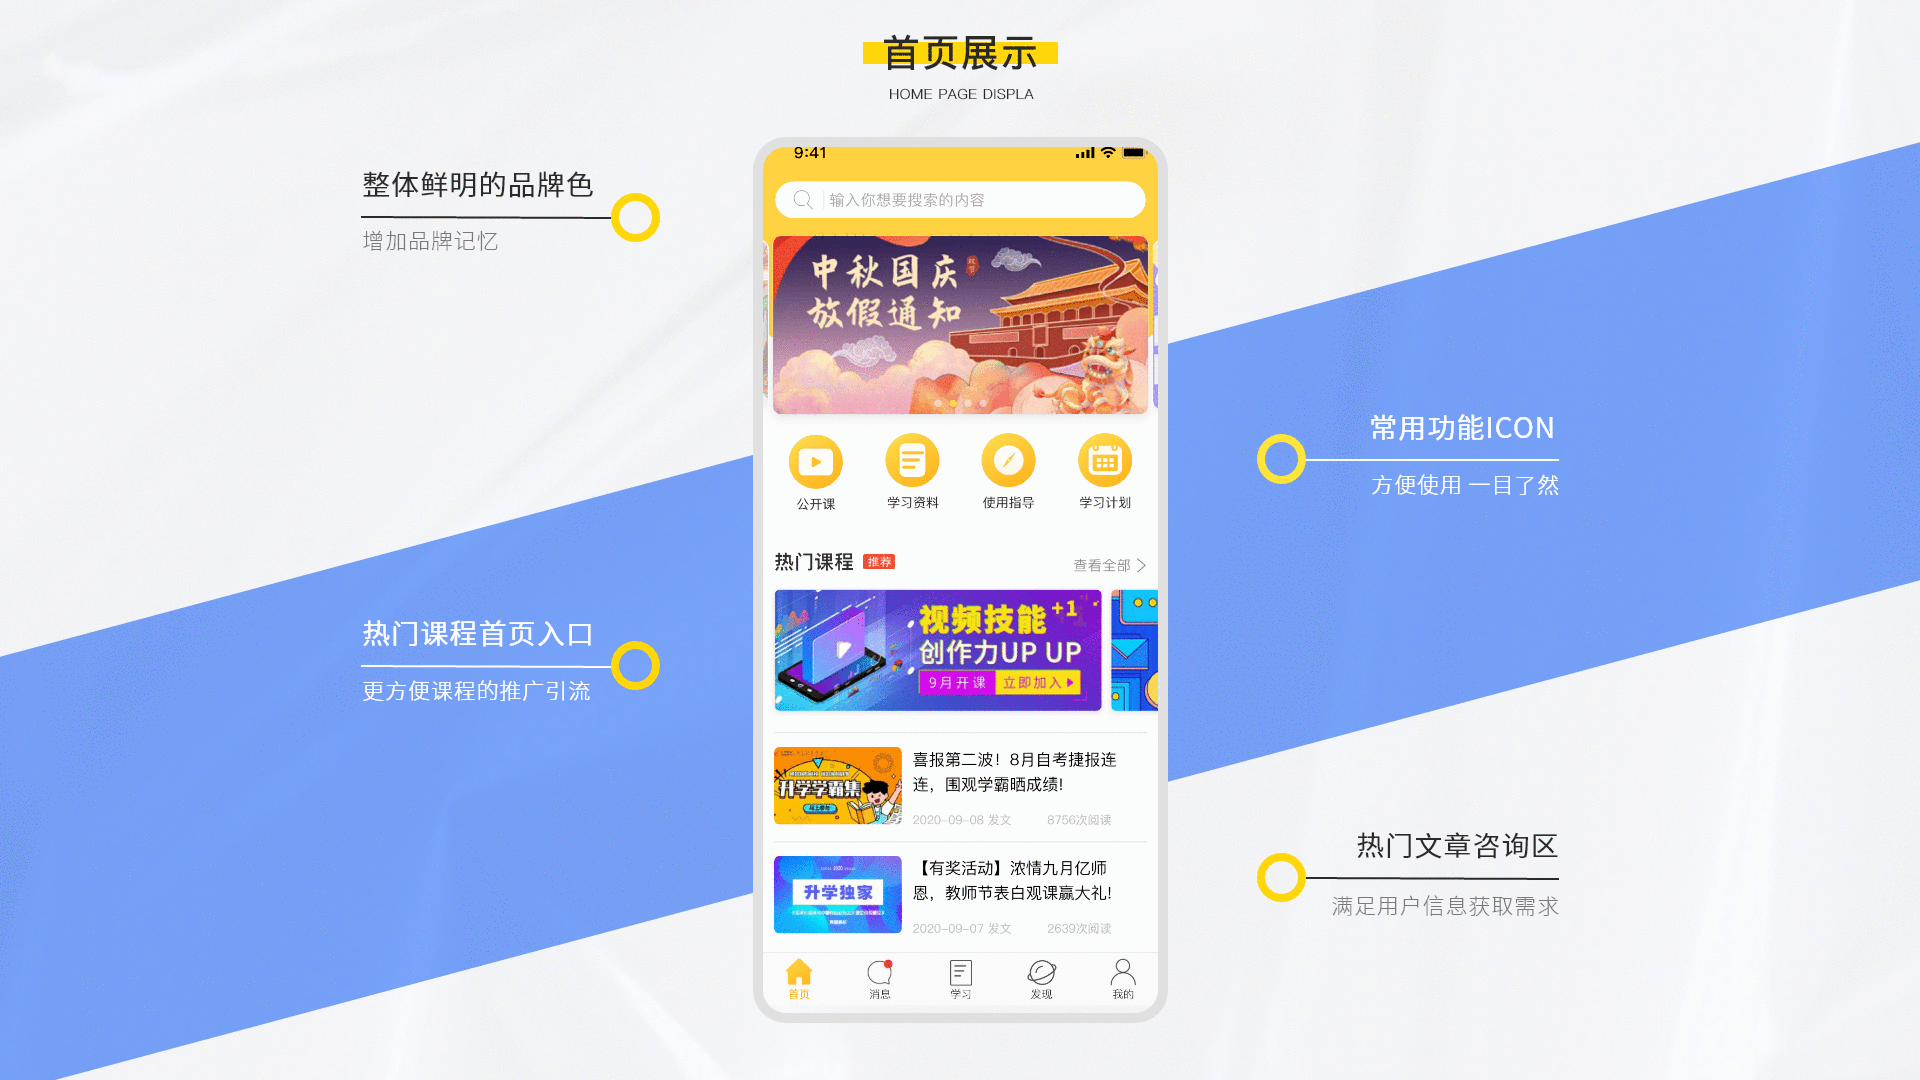 首页展示
HOME PAGE DISPLA
整体鲜明的品牌色
增加品牌记忆
热门课程首页入口
更方便课程的推广引流
9:41
输入你想要搜索的内容
中秋国庆
放假通知
公开课
学习资料
使用指导
学习计划
热门课程
推荐
查看全部
视频技能+1
创作力UP UP
9月开课 立即加入
升学学霸集
喜报第二波！8月自考捷报连
连，围观学霸晒成绩！
2020-09-08 发文
8756次阅读
升学独家
【有奖活动】浓情九月亿师
恩，教师节表白观课赢大礼！
2020-09-07 发文
2639次阅读
首页
消息
学习
发现
我的
常用功能ICON
方便使用 一目了然
热门文章咨询区
满足用户信息获取需求